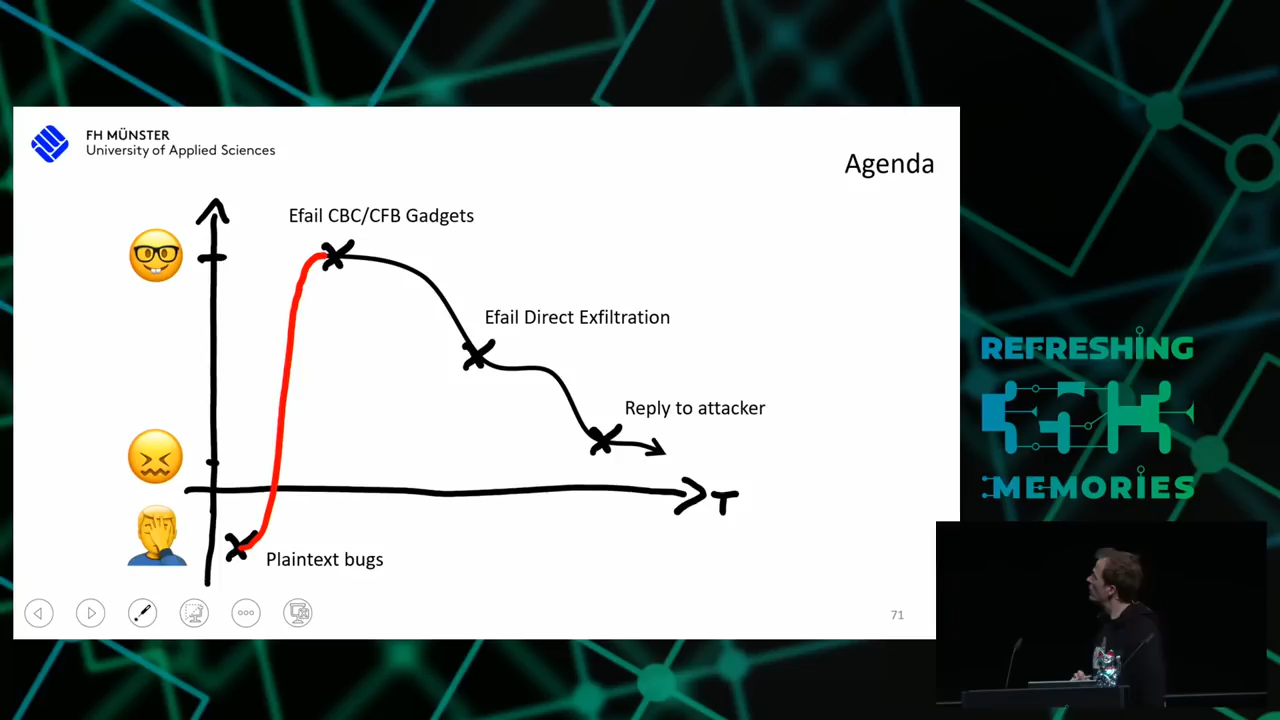 FH MÜNSTER
University of Applied Sciences
Agenda
Efail CBC/CFB Gadgets
Efail Direct Exfiltration
Reply to attacker
T
Plaintext bugs
71
REFRESHING
MEMORIES